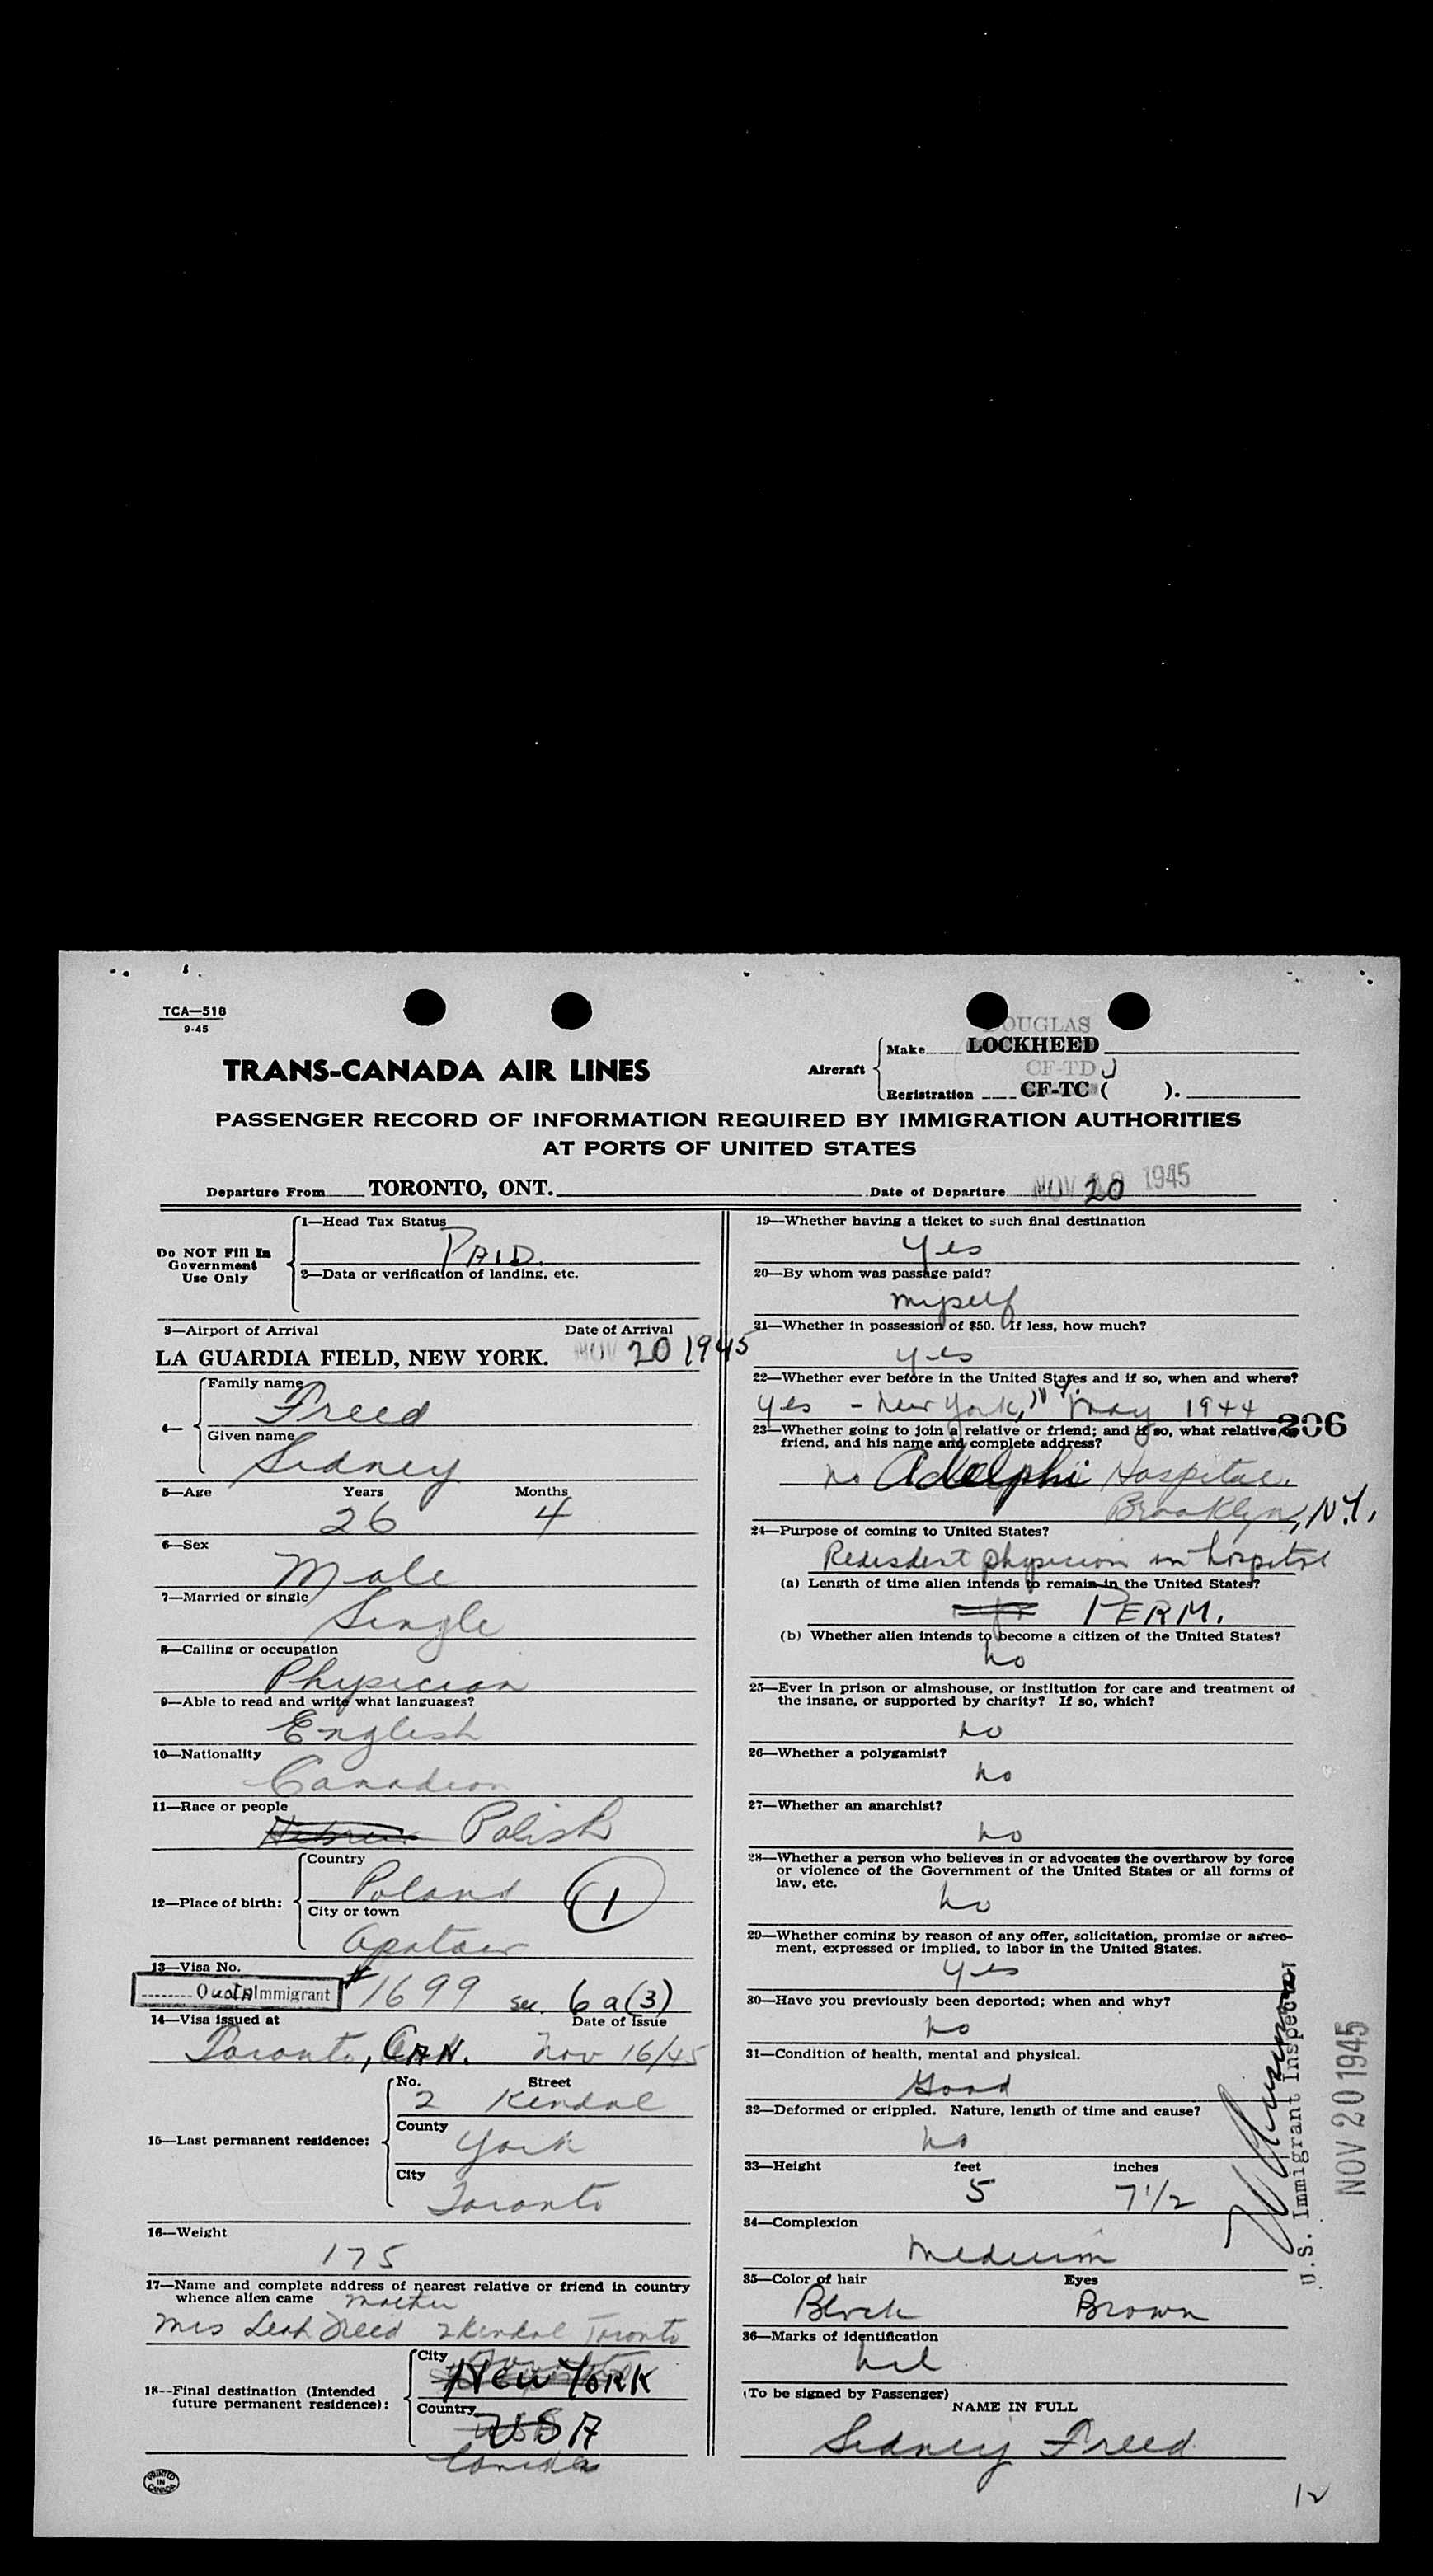 TCA—518
9-45
DOUGLAS
Make LOCKHEED
TRANS-CANADA AIR LINES
Aircraft
CF-TD J
Registration CF-TC ( ).
PASSENGER RECORD OF INFORMATION REQUIRED BY IMMIGRATION AUTHORITIES
AT PORTS OF UNITED STATES
Departure From TORONTO, ONT.
Date of Departure NOV 20 1945
Do NOT Fill In
Government
Use Only
1—Head Tax Status
PAID.
2—Data or verification of landing, etc.
3—Airport of Arrival Date of Arrival
LA GUARDIA FIELD, NEW YORK. NOV 20 1945
4—
Family name
Freed
Given name
Sidney
5—Age Years Months
26 4
6—Sex
Male
7—Married or single
Single
8—Calling or occupation
Physician
9—Able to read and write what languages?
English
10—Nationality
Canadian
11—Race or people
Hebrew Polish
12—Place of birth:
Country
Poland
1
City or town
Opatow
13—Visa No.
Quota Immigrant #1699 sec. 6a(3)
14—Visa issued at Date of Issue
Toronto, CAN. Nov 16/45
15—Last permanent residence:
No. Street
2 Kendal
County
York
City
Toronto
16—Weight
175
17—Name and complete address of nearest relative or friend in country
whence alien came mother
Mrs Leah Freed 2 Kendal Toronto
18—Final destination (Intended
future permanent residence):
City
New York
Country
USA
Canada
PRINTED
IN
CANADA
19—Whether having a ticket to such final destination
Yes
20—By whom was passage paid?
myself
21—Whether in possession of $50. If less, how much?
yes
22—Whether ever before in the United States and if so, when and where?
yes - New York, N.Y. May 1944
206
23—Whether going to join a relative or friend; and if so, what relative or
friend, and his name and complete address?
no Adelphi Hospital.
Brooklyn, N.Y.
24—Purpose of coming to United States?
Redisdent physician in hospital
(a) Length of time alien intends to remain in the United States?
PERM.
(b) Whether alien intends to become a citizen of the United States?
no
25—Ever in prison or almshouse, or institution for care and treatment of
the insane, or supported by charity? If so, which?
no
26—Whether a polygamist?
no
27—Whether an anarchist?
no
28—Whether a person who believes in or advocates the overthrow by force
or violence of the Government of the United States or all forms of
law, etc.
no
29—Whether coming by reason of any offer, solicitation, promise or agree-
ment, expressed or implied, to labor in the United States.
yes
30—Have you previously been deported; when and why?
no
31—Condition of health, mental and physical.
Good
32—Deformed or crippled. Nature, length of time and cause?
no
33—Height feet inches
5 7 1/2
34—Complexion
Medium
35—Color of hair Eyes
Black Brown
36—Marks of identification
nil
(To be signed by Passenger)
NAME IN FULL
Sidney Freed
U.S. Immigrant Inspector
NOV 20 1945
12